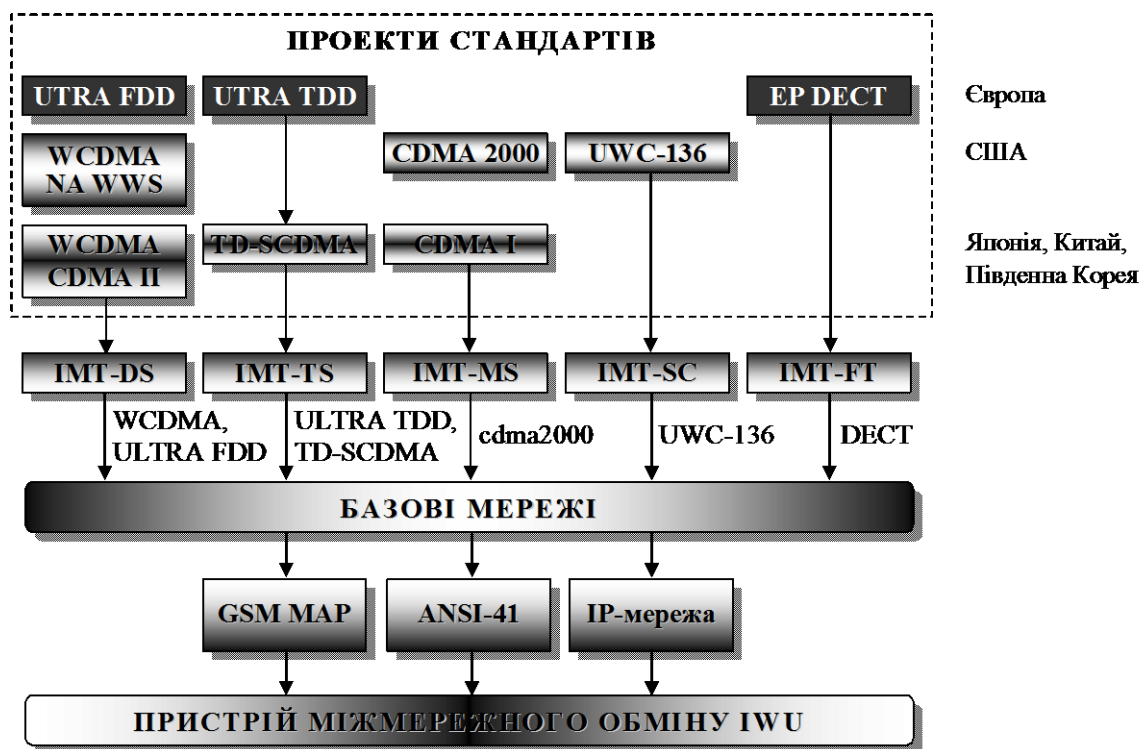 ПРОЕКТИ СТАНДАРТІВ
UTRA FDD
UTRA TDD
EP DECT
Європа
WCDMA
NA WWS
CDMA 2000
UWC-136
США
WCDMA
CDMA II
TD-SCDMA
CDMA I
Японія, Китай,
Південна Корея
IMT-DS
IMT-TS
IMT-MS
IMT-SC
IMT-FT
WCDMA,
ULTRA FDD
ULTRA TDD,
TD-SCDMA
cdma2000
UWC-136
DECT
БАЗОВІ МЕРЕЖІ
GSM MAP
ANSI-41
IP-мережа
ПРИСТРІЙ МІЖМЕРЕЖНОГО ОБМІНУ IWU